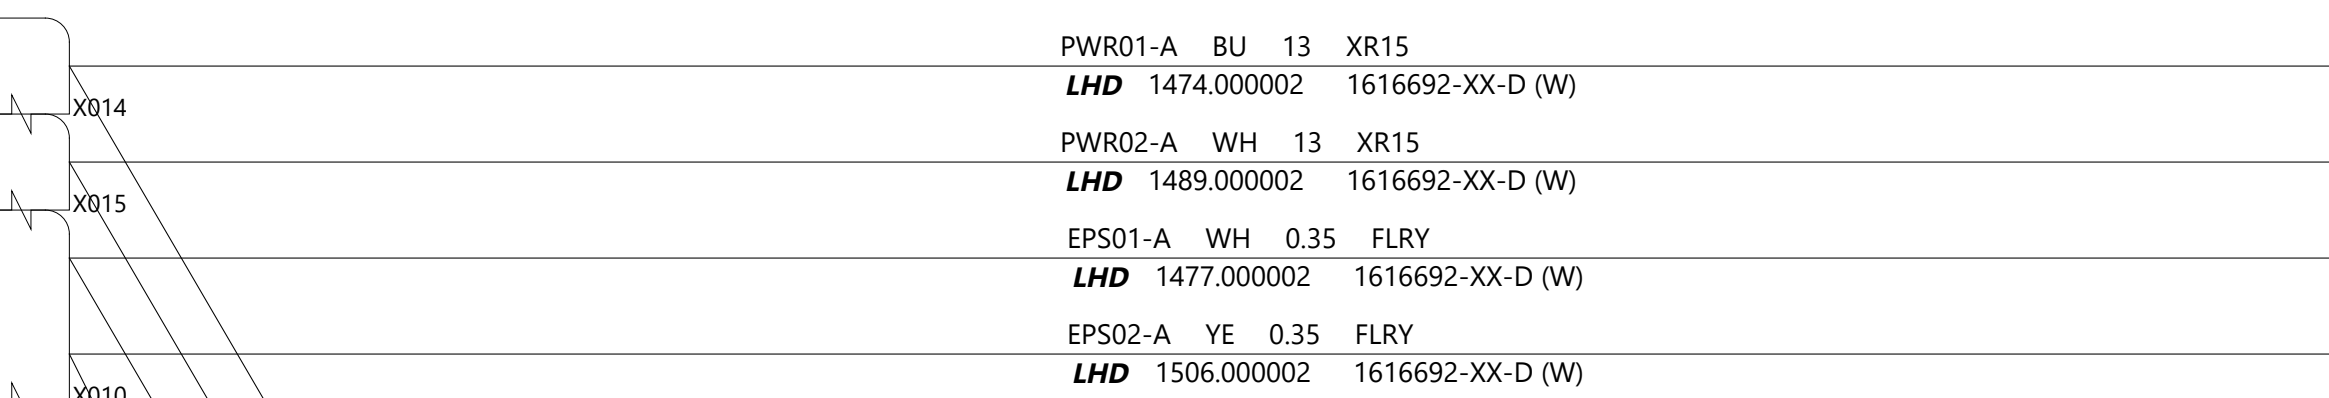 PWR01-A BU 13 XR15
LHD 1474.000002 1616692-XX-D (W)
X014
PWR02-A WH 13 XR15
LHD 1489.000002 1616692-XX-D (W)
X015
EPS01-A WH 0.35 FLRY
LHD 1477.000002 1616692-XX-D (W)
EPS02-A YE 0.35 FLRY
LHD 1506.000002 1616692-XX-D (W)
X010